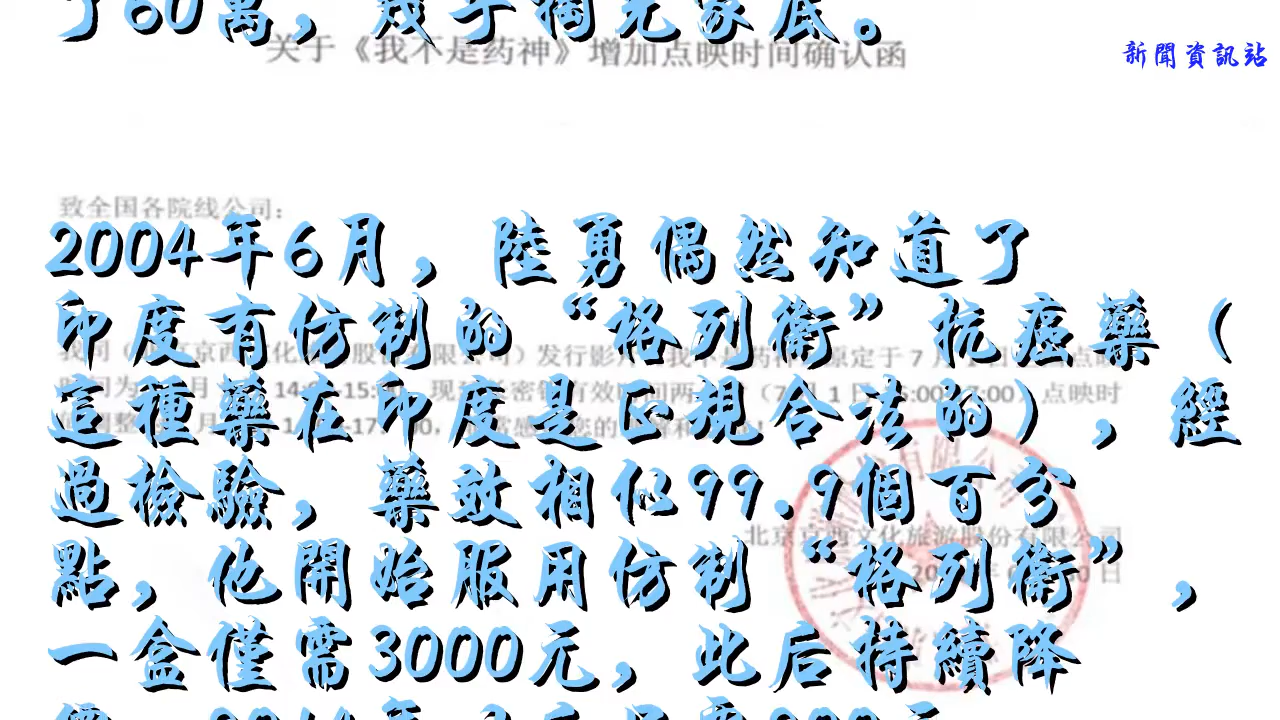 了60萬，幾乎掏光家底。
关于《我不是药神》增加点映时间确认函
新聞資訊站
致全国各院线公司：
2004年6月，陸勇偶然知道了
印度有仿制的“格列衛”抗癌藥（
這種藥在印度是正規合法的），經
過檢驗，藥效相似99.9個百分
點，他開始服用仿制“格列衛”，
一盒僅需3000元，此后持續降
北京京西文化旅游股份有限公司